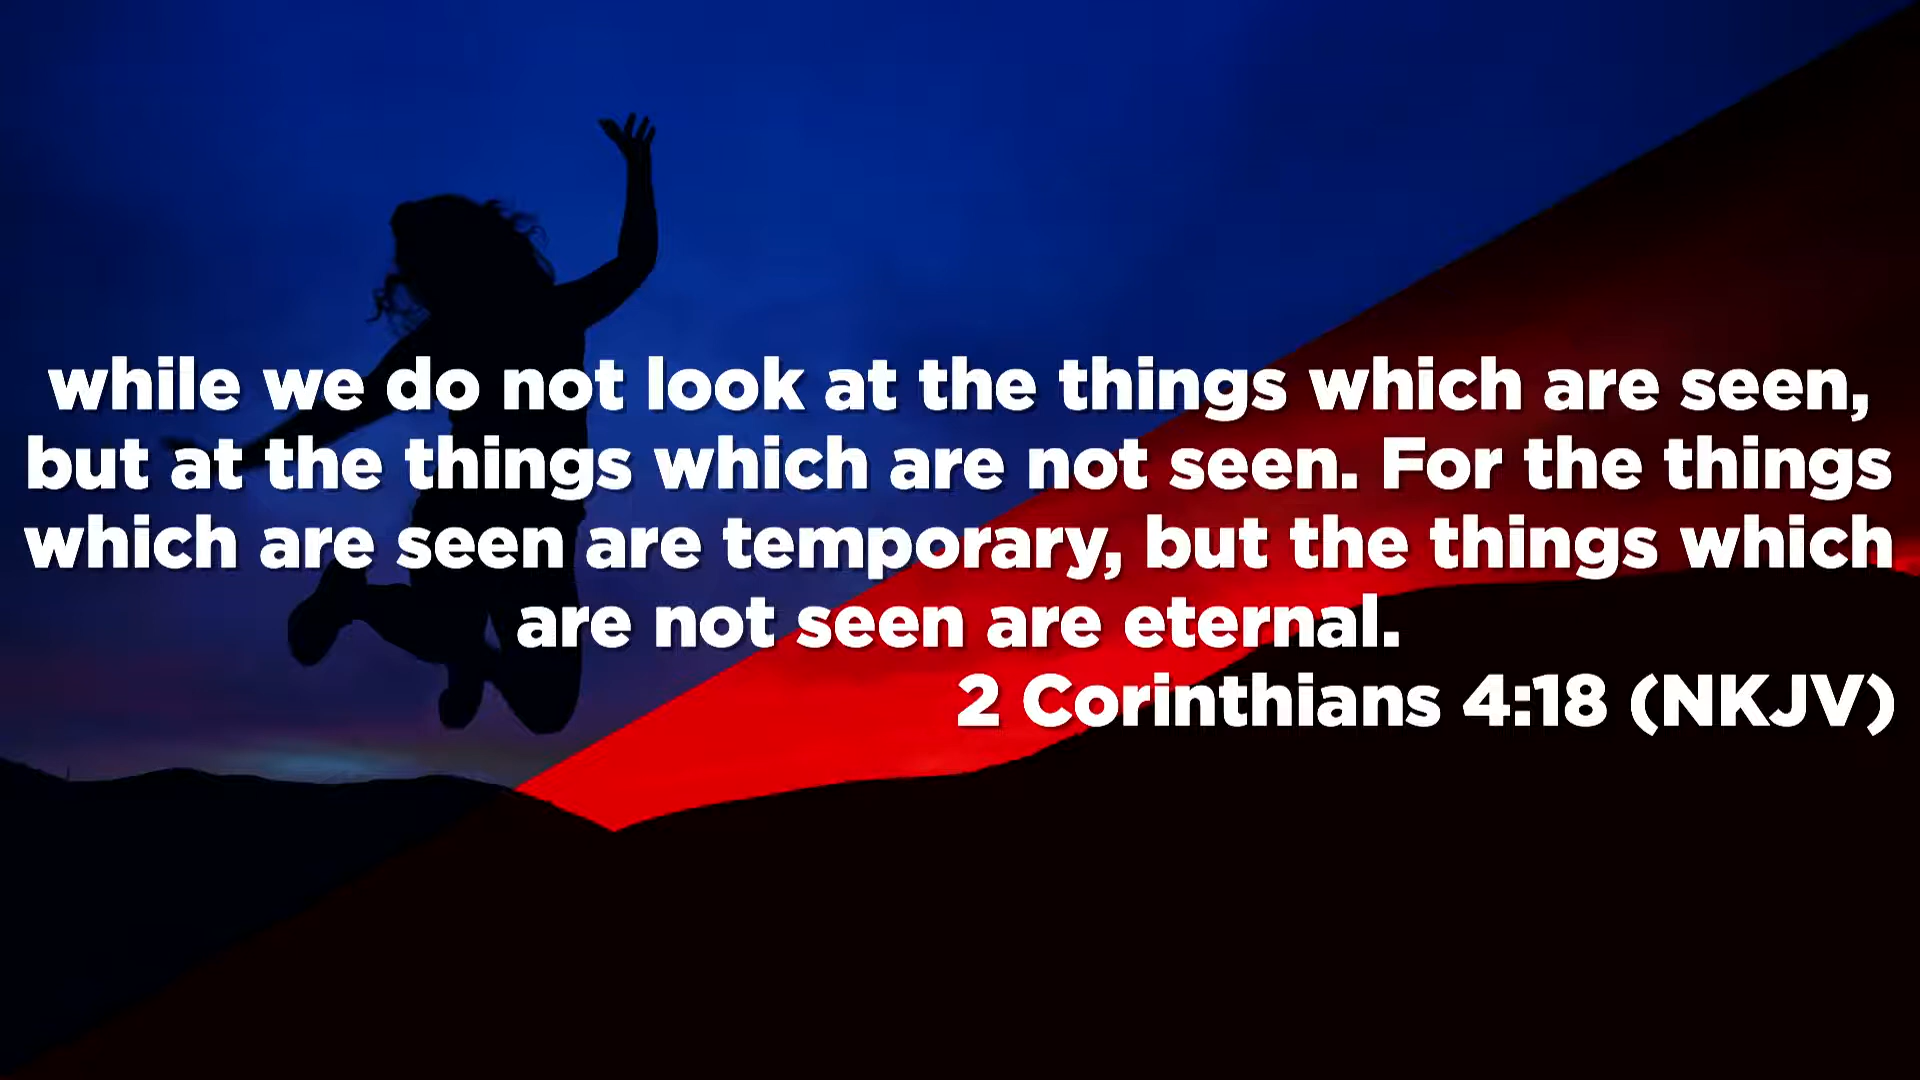 while we do not look at the things which are seen,
but at the things which are not seen. For the things
which are seen are temporary, but the things which
are not seen are eternal.
2 Corinthians 4:18 (NKJV)